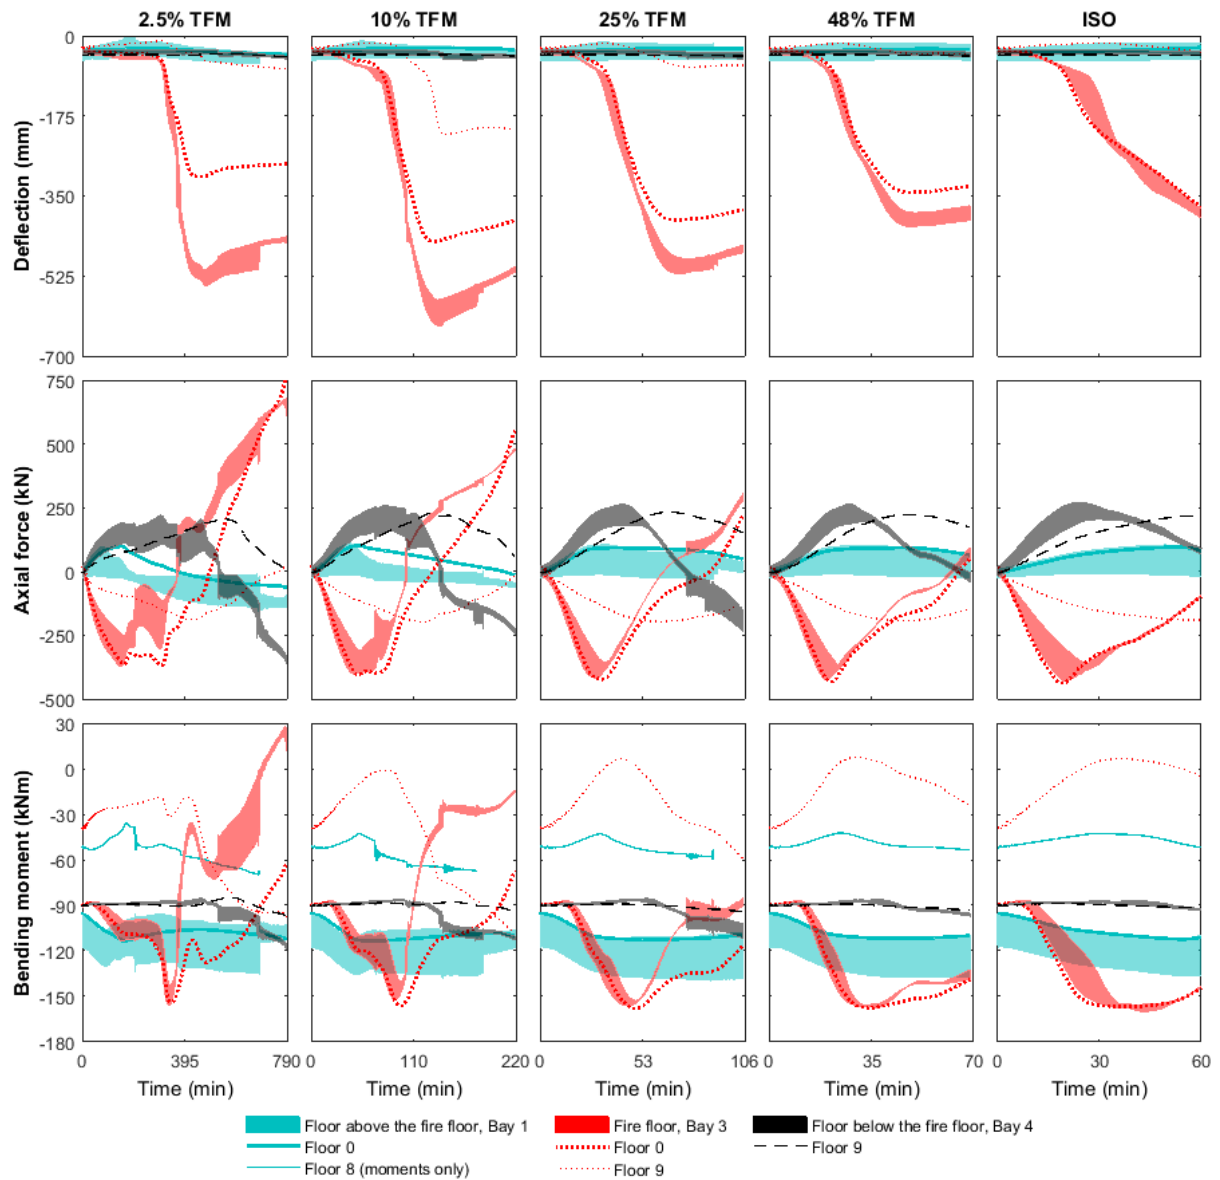 2.5% TFM 10% TFM 25% TFM 48% TFM ISO
Deflection (mm)
0
-175
-350
-525
-700
Axial force (kN)
750
500
250
0
-250
-500
Bending moment (kNm)
30
0
-30
-60
-90
-120
-150
-180
0 395 790 0 110 220 0 53 106 0 35 70 0 30 60
Time (min) Time (min) Time (min) Time (min) Time (min)
Floor above the fire floor, Bay 1 Fire floor, Bay 3 Floor below the fire floor, Bay 4
Floor 0 Floor 0 Floor 9
Floor 8 (moments only) Floor 9